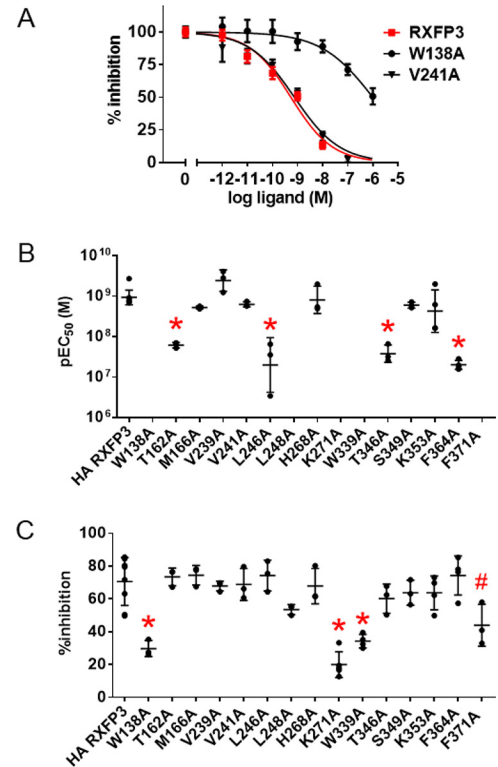 A
% inhibition
125
100
75
50
25
0
0 -12 -11 -10 -9 -8 -7 -6 -5
log ligand (M)
RXFP3
W138A
V241A
B
pEC50 (M)
10^10
10^9
10^8
10^7
10^6
* * * *
HA RXFP3 W138A T162A M166A V239A V241A L246A L248A H268A K271A W339A T346A S349A K353A F364A F371A
C
%inhibition
100
80
60
40
20
0
* * * #
HA RXFP3 W138A T162A M166A V239A V241A L246A L248A H268A K271A W339A T346A S349A K353A F364A F371A